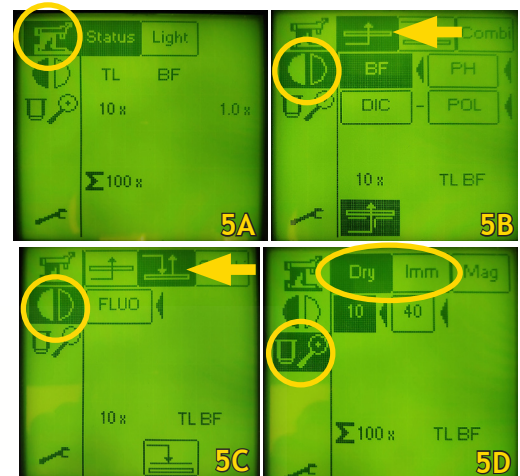 Status Light
TL BF
10 x 1.0 x
Σ100 x
5A
Combi
BF PH
DIC - POL
10 x TL BF
5B
FLUO
10 x TL BF
5C
Dry Imm Mag
10 40
Σ100 x TL BF
5D